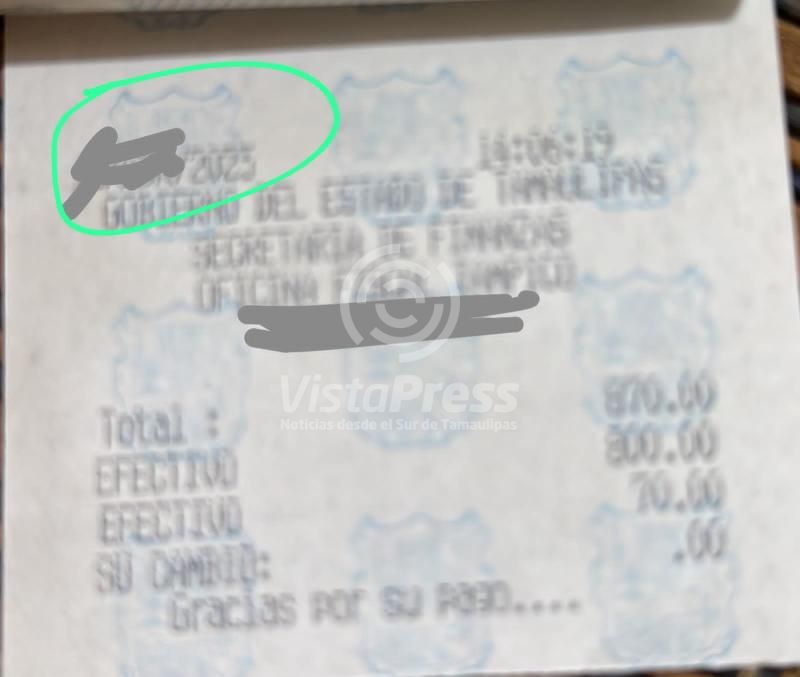 /2025 14:06:19
GOBIERNO DEL ESTADO DE TAMAULIPAS
SECRETARIA DE FINANZAS
OFICINA TAMPICO
VistaPress
Noticias desde el Sur de Tamaulipas
Total : 870.00
EFECTIVO 800.00
EFECTIVO 70.00
SU CAMBIO: .00
Gracias por su pago....